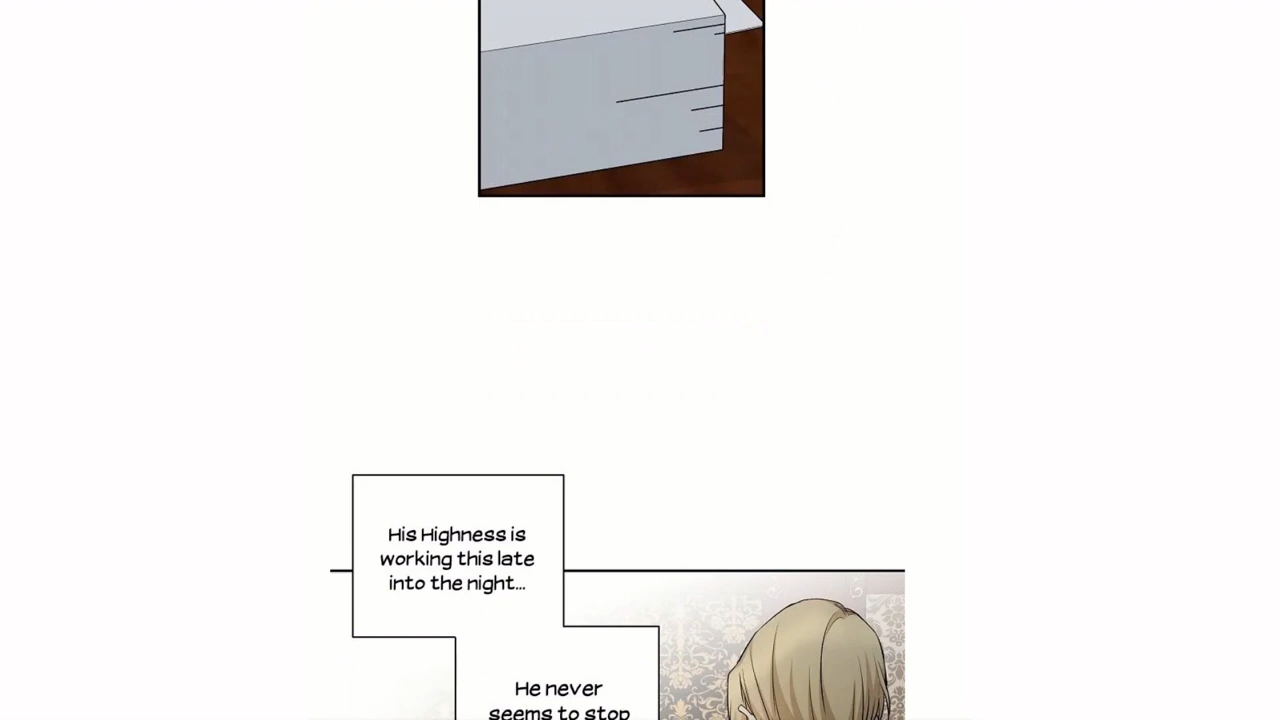 His Highness is
working this late
into the night...
He never
seems to stop